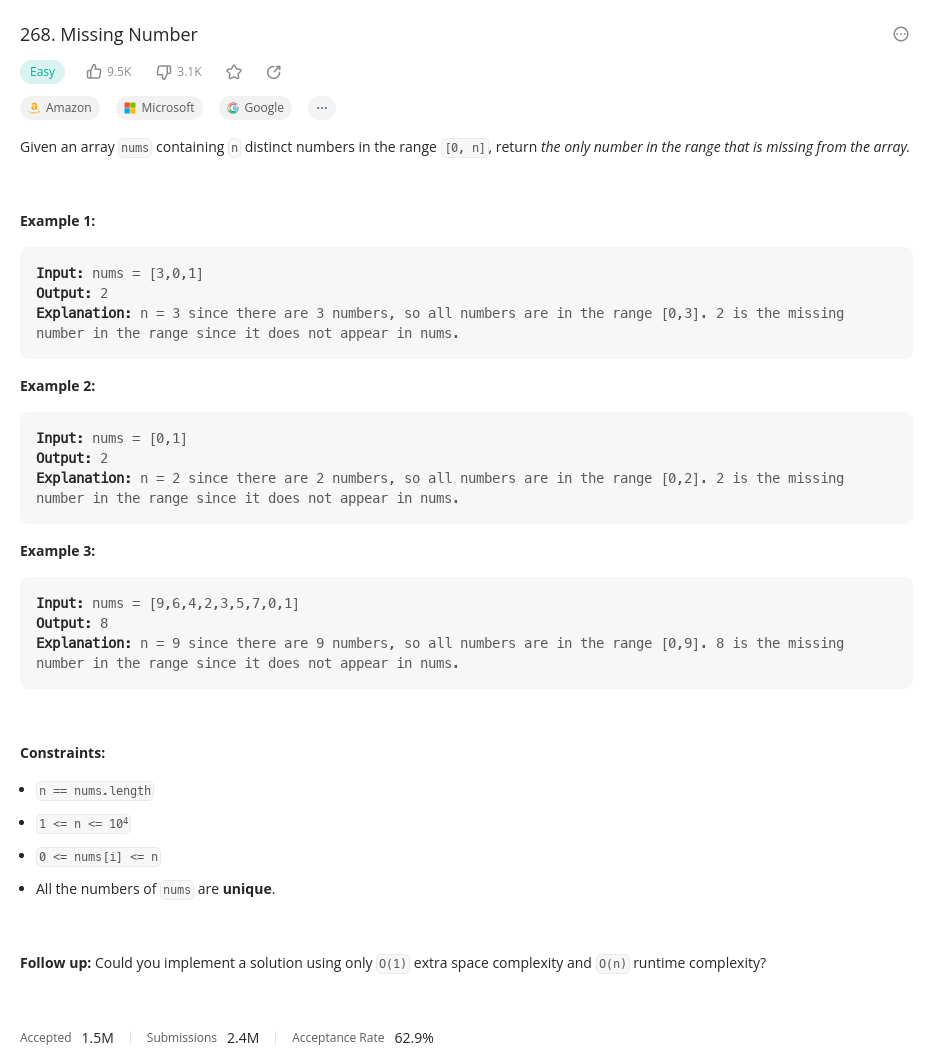 268. Missing Number
Easy 9.5K 3.1K
Amazon Microsoft Google ...
Given an array nums containing n distinct numbers in the range [0, n], return the only number in the range that is missing from the array.
Example 1:
Input: nums = [3,0,1]
Output: 2
Explanation: n = 3 since there are 3 numbers, so all numbers are in the range [0,3]. 2 is the missing
number in the range since it does not appear in nums.
Example 2:
Input: nums = [0,1]
Output: 2
Explanation: n = 2 since there are 2 numbers, so all numbers are in the range [0,2]. 2 is the missing
number in the range since it does not appear in nums.
Example 3:
Input: nums = [9,6,4,2,3,5,7,0,1]
Output: 8
Explanation: n = 9 since there are 9 numbers, so all numbers are in the range [0,9]. 8 is the missing
number in the range since it does not appear in nums.
Constraints:
• n == nums.length
• 1 <= n <= 10⁴
• 0 <= nums[i] <= n
• All the numbers of nums are unique.
Follow up: Could you implement a solution using only O(1) extra space complexity and O(n) runtime complexity?
Accepted 1.5M Submissions 2.4M Acceptance Rate 62.9%